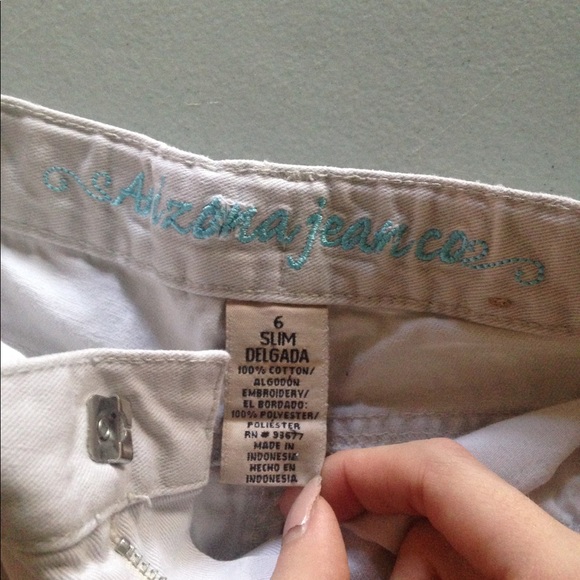 Arizona jean co
6
SLIM
DELGADA
100% COTTON/
ALGODÓN
EMBROIDERY/
EL BORDADO:
100% POLYESTER/
POLIÉSTER
RN # 93677
MADE IN
INDONESIA
HECHO EN
INDONESIA